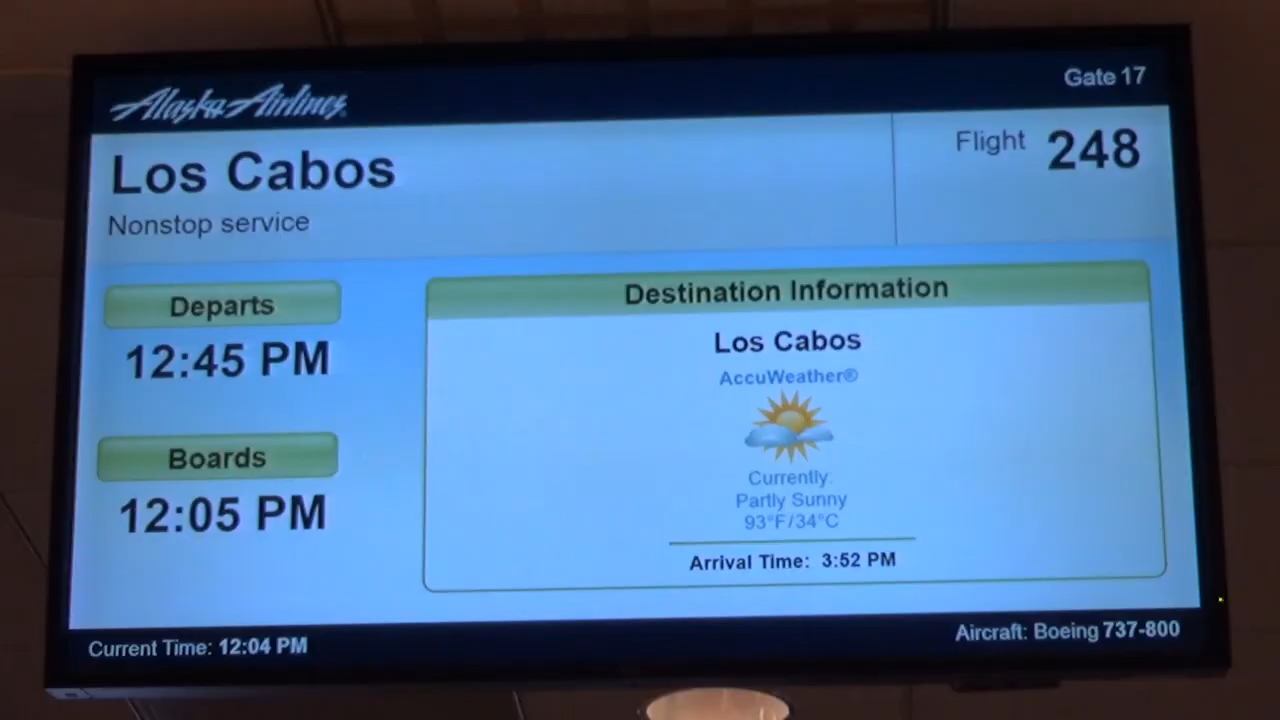 Alaska Airlines®
Gate 17
Los Cabos
Nonstop service
Flight 248
Departs
12:45 PM
Boards
12:05 PM
Destination Information
Los Cabos
AccuWeather®
Currently:
Partly Sunny
93°F/34°C
Arrival Time: 3:52 PM
Current Time: 12:04 PM
Aircraft: Boeing 737-800